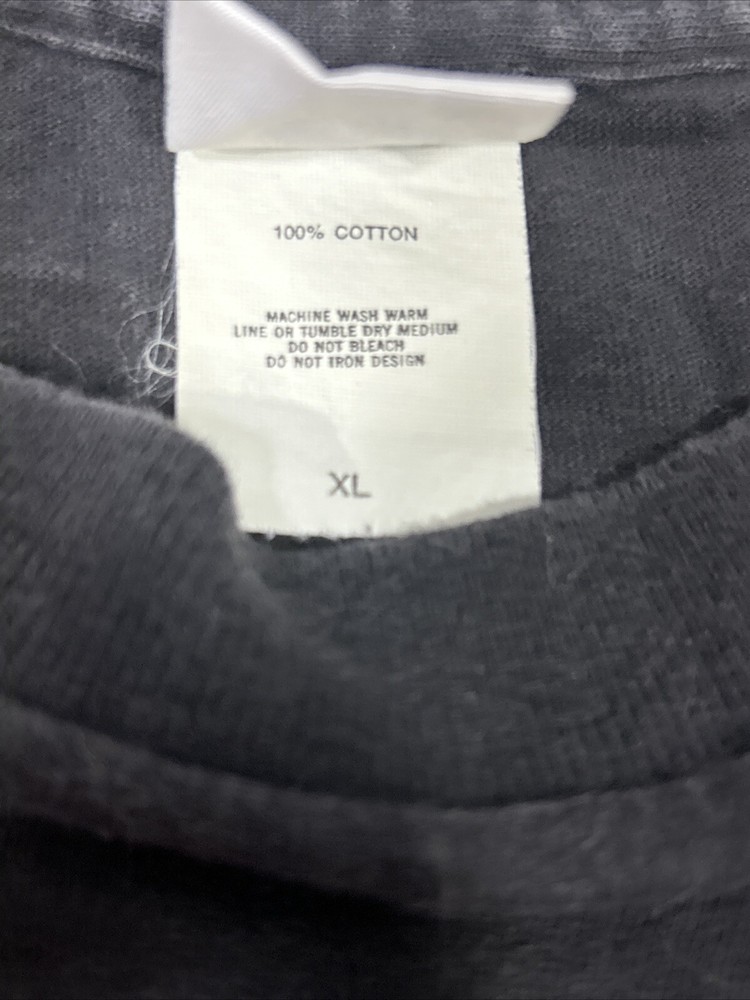 100% COTTON
MACHINE WASH WARM
LINE OR TUMBLE DRY MEDIUM
DO NOT BLEACH
DO NOT IRON DESIGN
XL